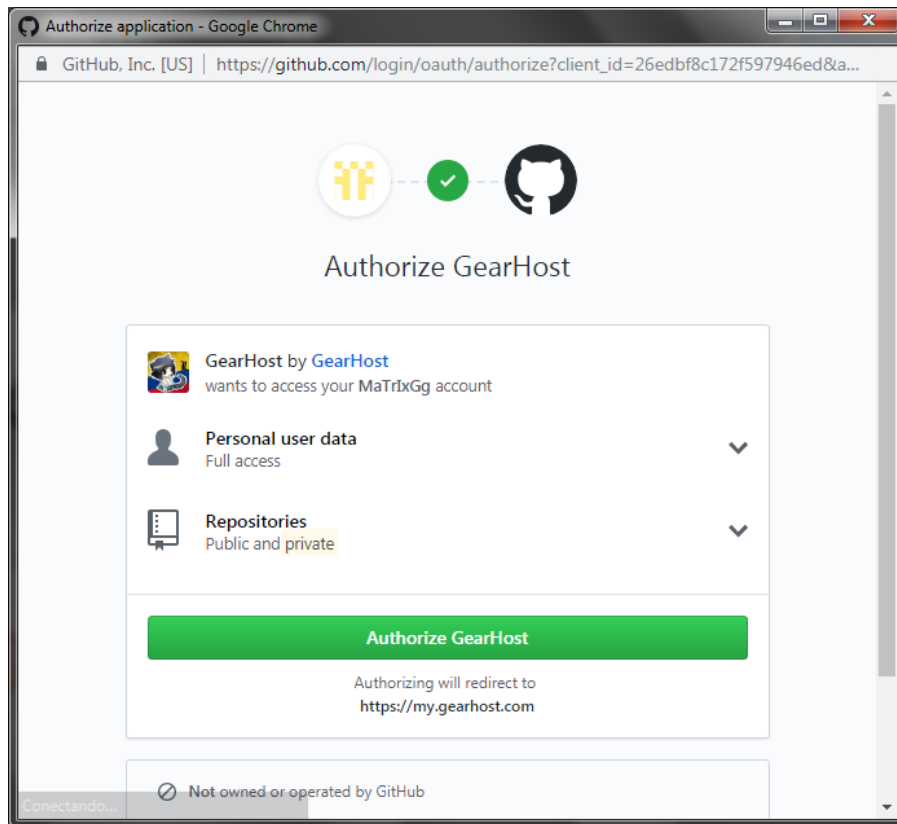 Authorize application - Google Chrome
GitHub, Inc. [US] | https://github.com/login/oauth/authorize?client_id=26edbf8c172f597946ed&a...
Authorize GearHost
GearHost by GearHost
wants to access your MaTrIxGg account
Personal user data
Full access
Repositories
Public and private
Authorize GearHost
Authorizing will redirect to
https://my.gearhost.com
Not owned or operated by GitHub
Conectando...